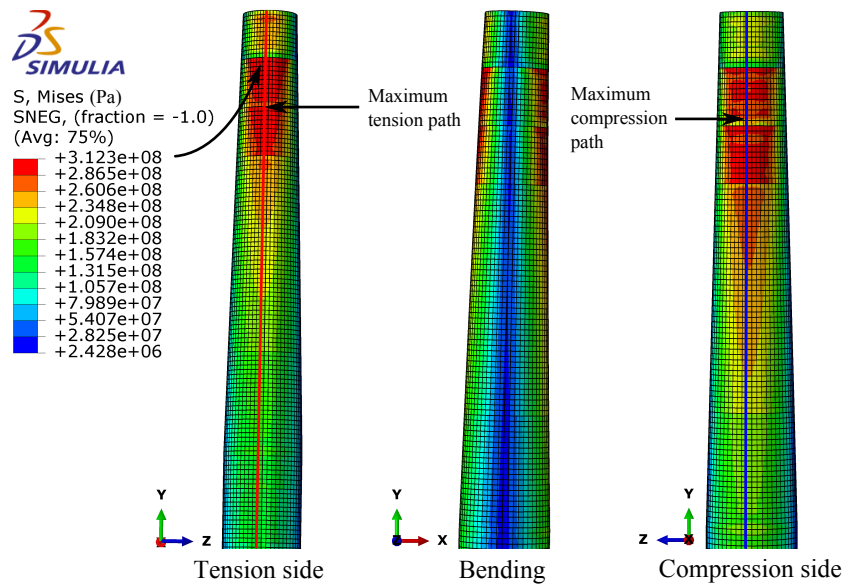 SIMULIA
S, Mises (Pa)
SNEG, (fraction = -1.0)
(Avg: 75%)
+3.123e+08
+2.865e+08
+2.606e+08
+2.348e+08
+2.090e+08
+1.832e+08
+1.574e+08
+1.315e+08
+1.057e+08
+7.989e+07
+5.407e+07
+2.825e+07
+2.428e+06
Maximum
tension path
Maximum
compression
path
Y
Z
Y
X
Y
Z
X
Tension side
Bending
Compression side